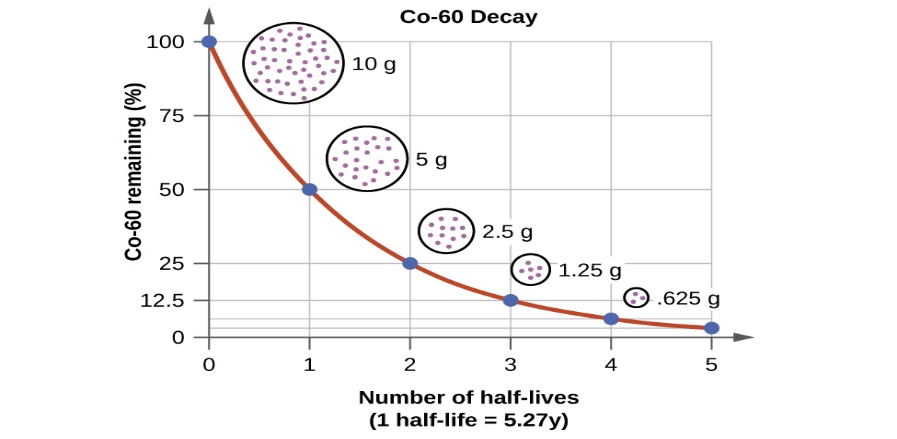 Co-60 Decay
Co-60 remaining (%)
100
75
50
25
12.5
0
10 g
5 g
2.5 g
1.25 g
.625 g
0 1 2 3 4 5
Number of half-lives
(1 half-life = 5.27y)